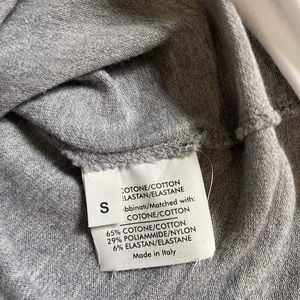 S
COTONE/COTTON
ELASTAN/ELASTANE
bbinati/Matched with:
COTONE/COTTON
65% COTONE/COTTON
29% POLIAMMIDE/NYLON
6% ELASTAN/ELASTANE
Made in Italy